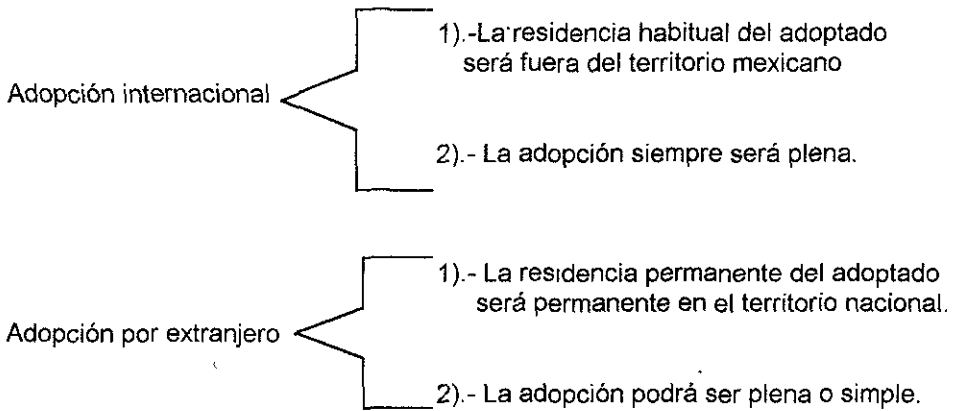 1).-La residencia habitual del adoptado
será fuera del territorio mexicano
Adopción internacional
2).- La adopción siempre será plena.
1).- La residencia permanente del adoptado
será permanente en el territorio nacional.
Adopción por extranjero
2).- La adopción podrá ser plena o simple.